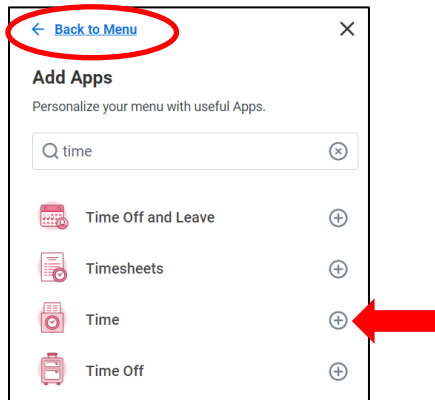 Back to Menu
Add Apps
Personalize your menu with useful Apps.
time
Time Off and Leave
Timesheets
Time
Time Off